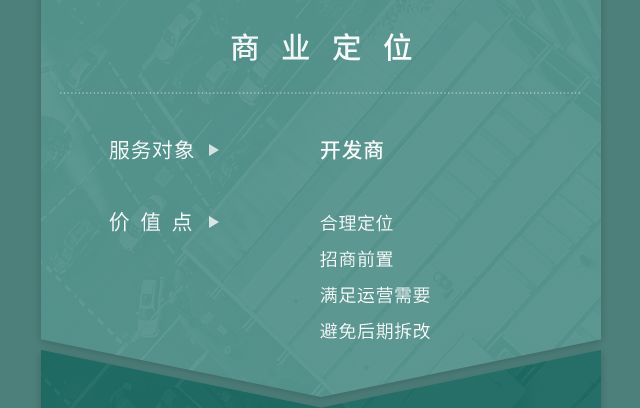 商业定位
服务对象 ▶ 开发商
价值点 ▶ 合理定位
招商前置
满足运营需要
避免后期拆改